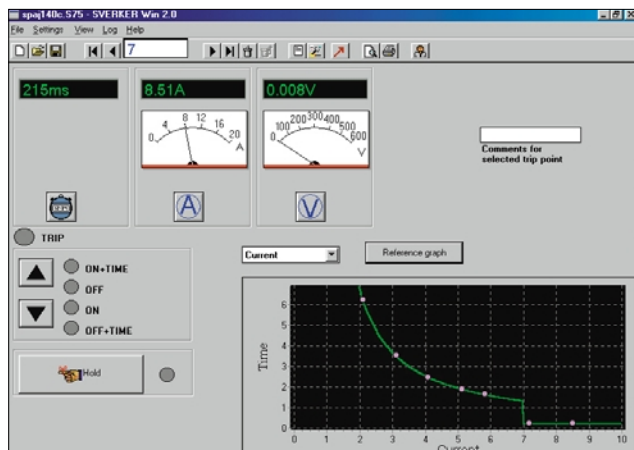 spaj140c.575 - SVERKER Win 2.0
File Settings View Log Help
7
215ms 8.51A 0.008V
0 4 8 12 16 20 A
0 100 200 300 400 500 600 V
Comments for
selected trip point
A V
TRIP
Current Reference graph
ON+TIME
OFF
ON
OFF+TIME
Hold
Time
6
5
4
3
2
1
0
0 1 2 3 4 5 6 7 8 9 10
Current